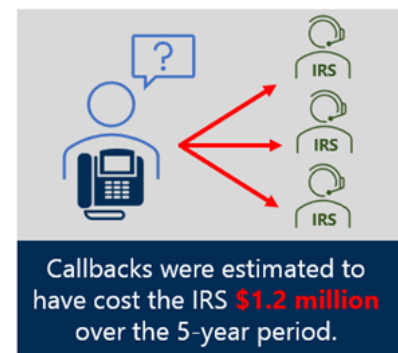 ?
IRS
IRS
IRS
Callbacks were estimated to
have cost the IRS $1.2 million
over the 5-year period.